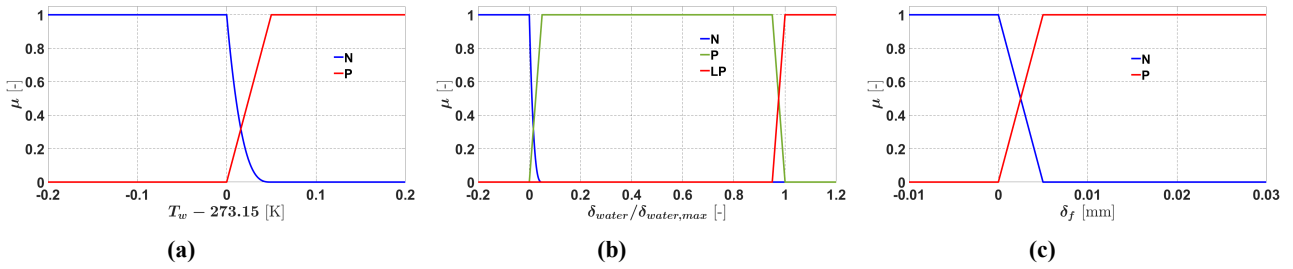 1
0.8
0.6
0.4
0.2
0
μ [-]
N
P
-0.2 -0.1 0 0.1 0.2
T_w − 273.15 [K]
(a)
1
0.8
0.6
0.4
0.2
0
μ [-]
N
P
LP
-0.2 0 0.2 0.4 0.6 0.8 1 1.2
δ_water/δ_water,max [-]
(b)
1
0.8
0.6
0.4
0.2
0
μ [-]
N
P
-0.01 0 0.01 0.02 0.03
δ_f [mm]
(c)